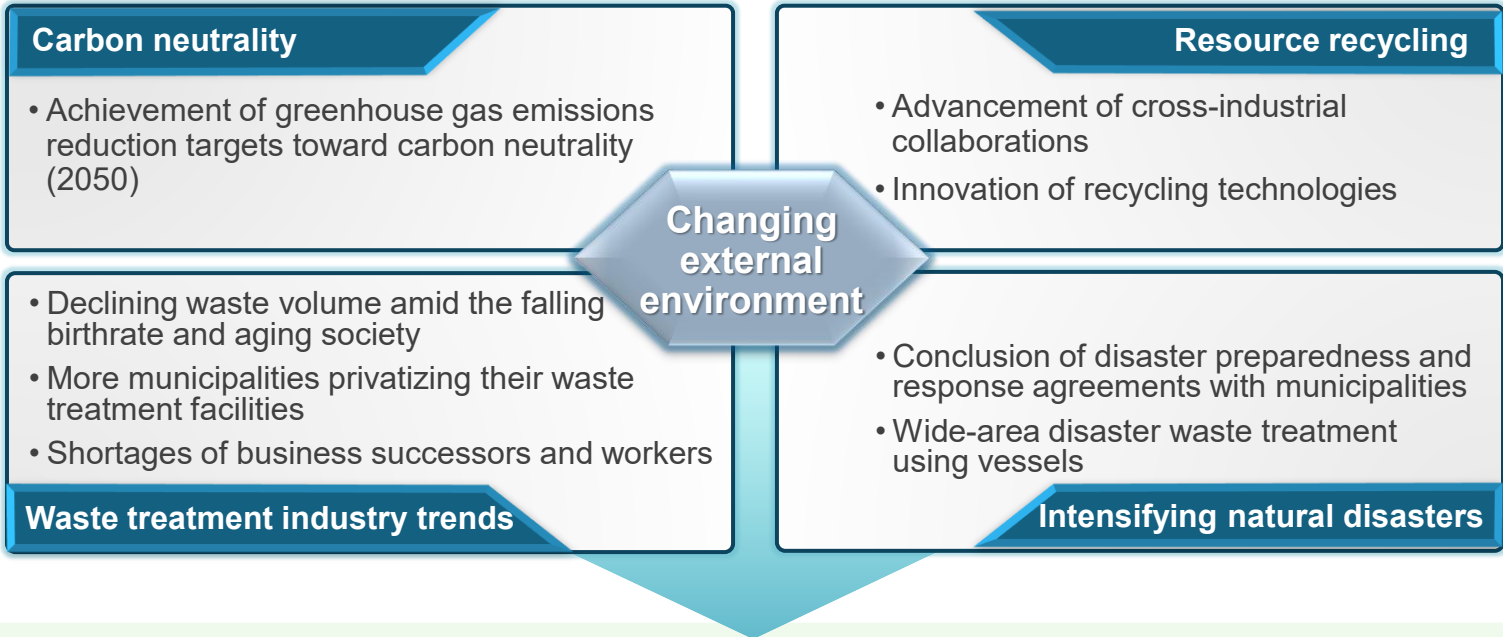 Carbon neutrality
• Achievement of greenhouse gas emissions
reduction targets toward carbon neutrality
(2050)
Resource recycling
• Advancement of cross-industrial
collaborations
• Innovation of recycling technologies
Changing
external
environment
• Declining waste volume amid the falling
birthrate and aging society
• More municipalities privatizing their waste
treatment facilities
• Shortages of business successors and workers
Waste treatment industry trends
• Conclusion of disaster preparedness and
response agreements with municipalities
• Wide-area disaster waste treatment
using vessels
Intensifying natural disasters